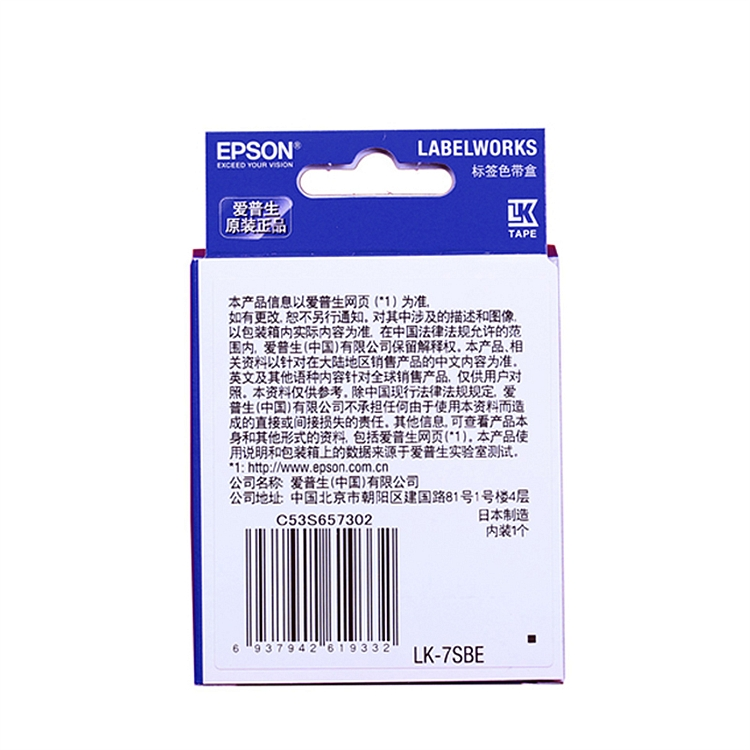 EPSON®
EXCEED YOUR VISION
LABELWORKS
标签色带盒
爱普生
原装正品
LK
TAPE
本产品信息以爱普生网页 (*1) 为准,
如有更改, 恕不另行通知。对其中涉及的描述和图像,
以包装箱内实际内容为准, 在中国法律法规允许的范
围内, 爱普生(中国)有限公司保留解释权。本产品、相
关资料以针对在大陆地区销售产品的中文内容为准。
英文及其他语种内容针对全球销售产品, 仅供用户对
照。本资料仅供参考。除中国现行法律法规规定, 爱
普生(中国)有限公司不承担任何由于使用本资料而造
成的直接或间接损失的责任。其他信息, 可查看产品本
身和其他形式的资料, 包括爱普生网页(*1)。本产品使
用说明和包装箱上的数据来源于爱普生实验室测试。
*1: http://www.epson.com.cn
公司名称: 爱普生(中国)有限公司
公司地址: 中国北京市朝阳区建国路81号1号楼4层
C53S657302
日本制造
内装1个
6 937942 619332
LK-7SBE